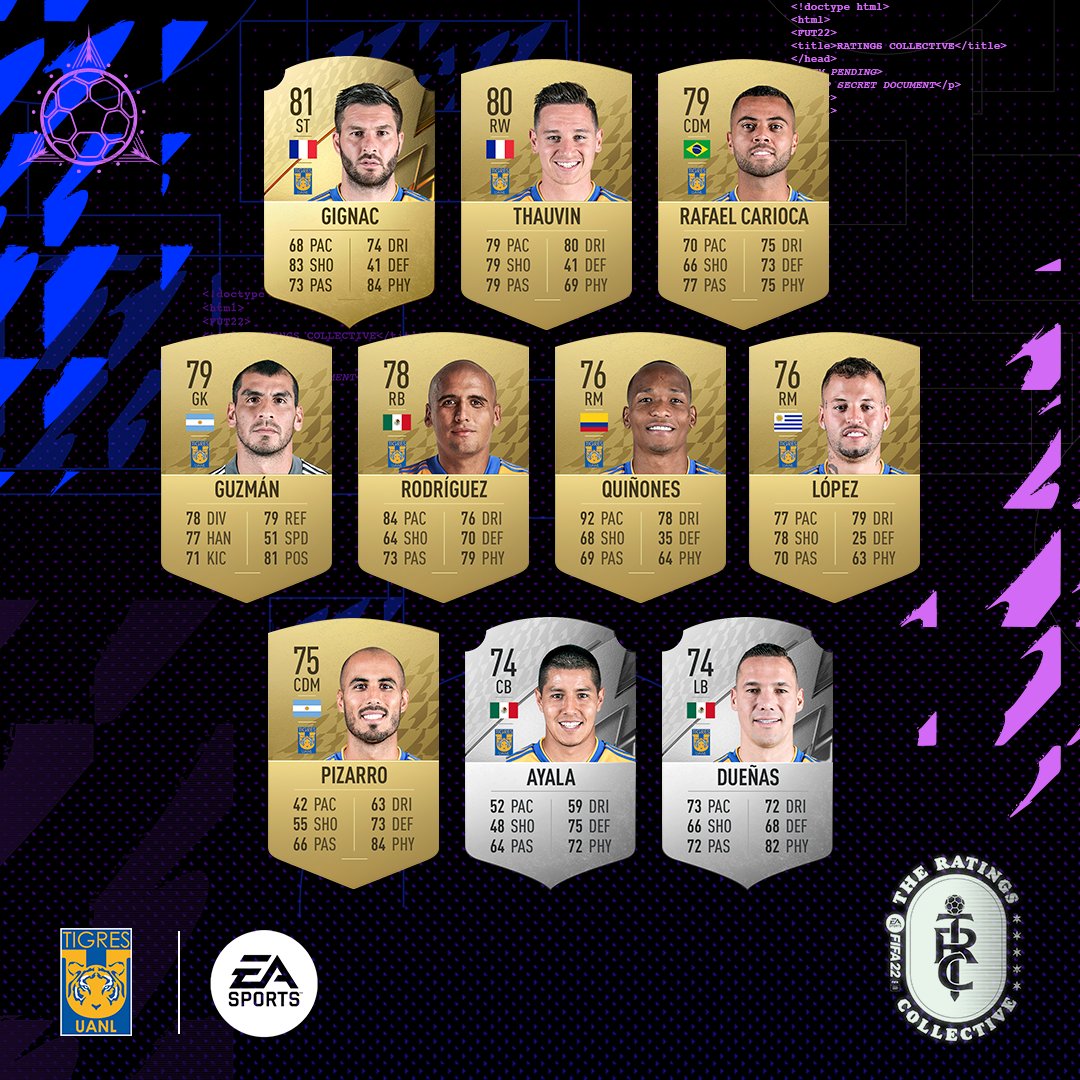 <!doctype html>
<html>
<FUT22>
<title>RATINGS COLLECTIVE</title>
</head>
PENDING>
SECRET DOCUMENT</p>
81
ST
GIGNAC
68 PAC 74 DRI
83 SHO 41 DEF
73 PAS 84 PHY
80
RW
THAUVIN
79 PAC 80 DRI
79 SHO 41 DEF
79 PAS 69 PHY
79
CDM
RAFAEL CARIOCA
70 PAC 75 DRI
66 SHO 73 DEF
77 PAS 75 PHY
<!doctype
<html>
<FUT22>
COLLECTIVE</
79
GK
GUZMÁN
78 DIV 79 REF
77 HAN 51 SPD
71 KIC 81 POS
78
RB
RODRÍGUEZ
84 PAC 76 DRI
64 SHO 70 DEF
73 PAS 79 PHY
76
RM
QUIÑONES
92 PAC 78 DRI
68 SHO 35 DEF
69 PAS 64 PHY
76
RM
LÓPEZ
77 PAC 79 DRI
78 SHO 25 DEF
70 PAS 63 PHY
75
CDM
PIZARRO
42 PAC 63 DRI
55 SHO 73 DEF
66 PAS 84 PHY
74
CB
AYALA
52 PAC 59 DRI
48 SHO 75 DEF
64 PAS 72 PHY
74
LB
DUEÑAS
73 PAC 72 DRI
66 SHO 68 DEF
72 PAS 82 PHY
TIGRES
UANL
EA
SPORTS
THE RATINGS
COLLECTIVE
EA SPORTS
FIFA 22
TRC